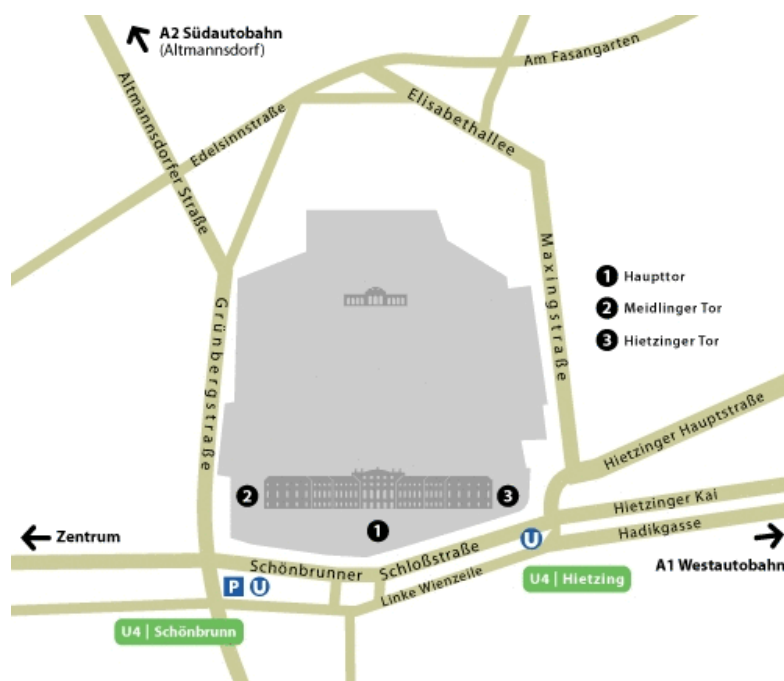 A2 Südautobahn
(Altmannsdorf)
Am Fasangarten
Elisabethallee
Edelsinnstraße
Altmannsdorfer Straße
Grünbergstraße
Maxingstraße
1 Haupttor
2 Meidlinger Tor
3 Hietzinger Tor
Hietzinger Hauptstraße
2
3
1
Hietzinger Kai
Hadikgasse
Zentrum
A1 Westautobahn
Schönbrunner Schloßstraße
Linke Wienzeile
U
U4 | Hietzing
P U
U4 | Schönbrunn